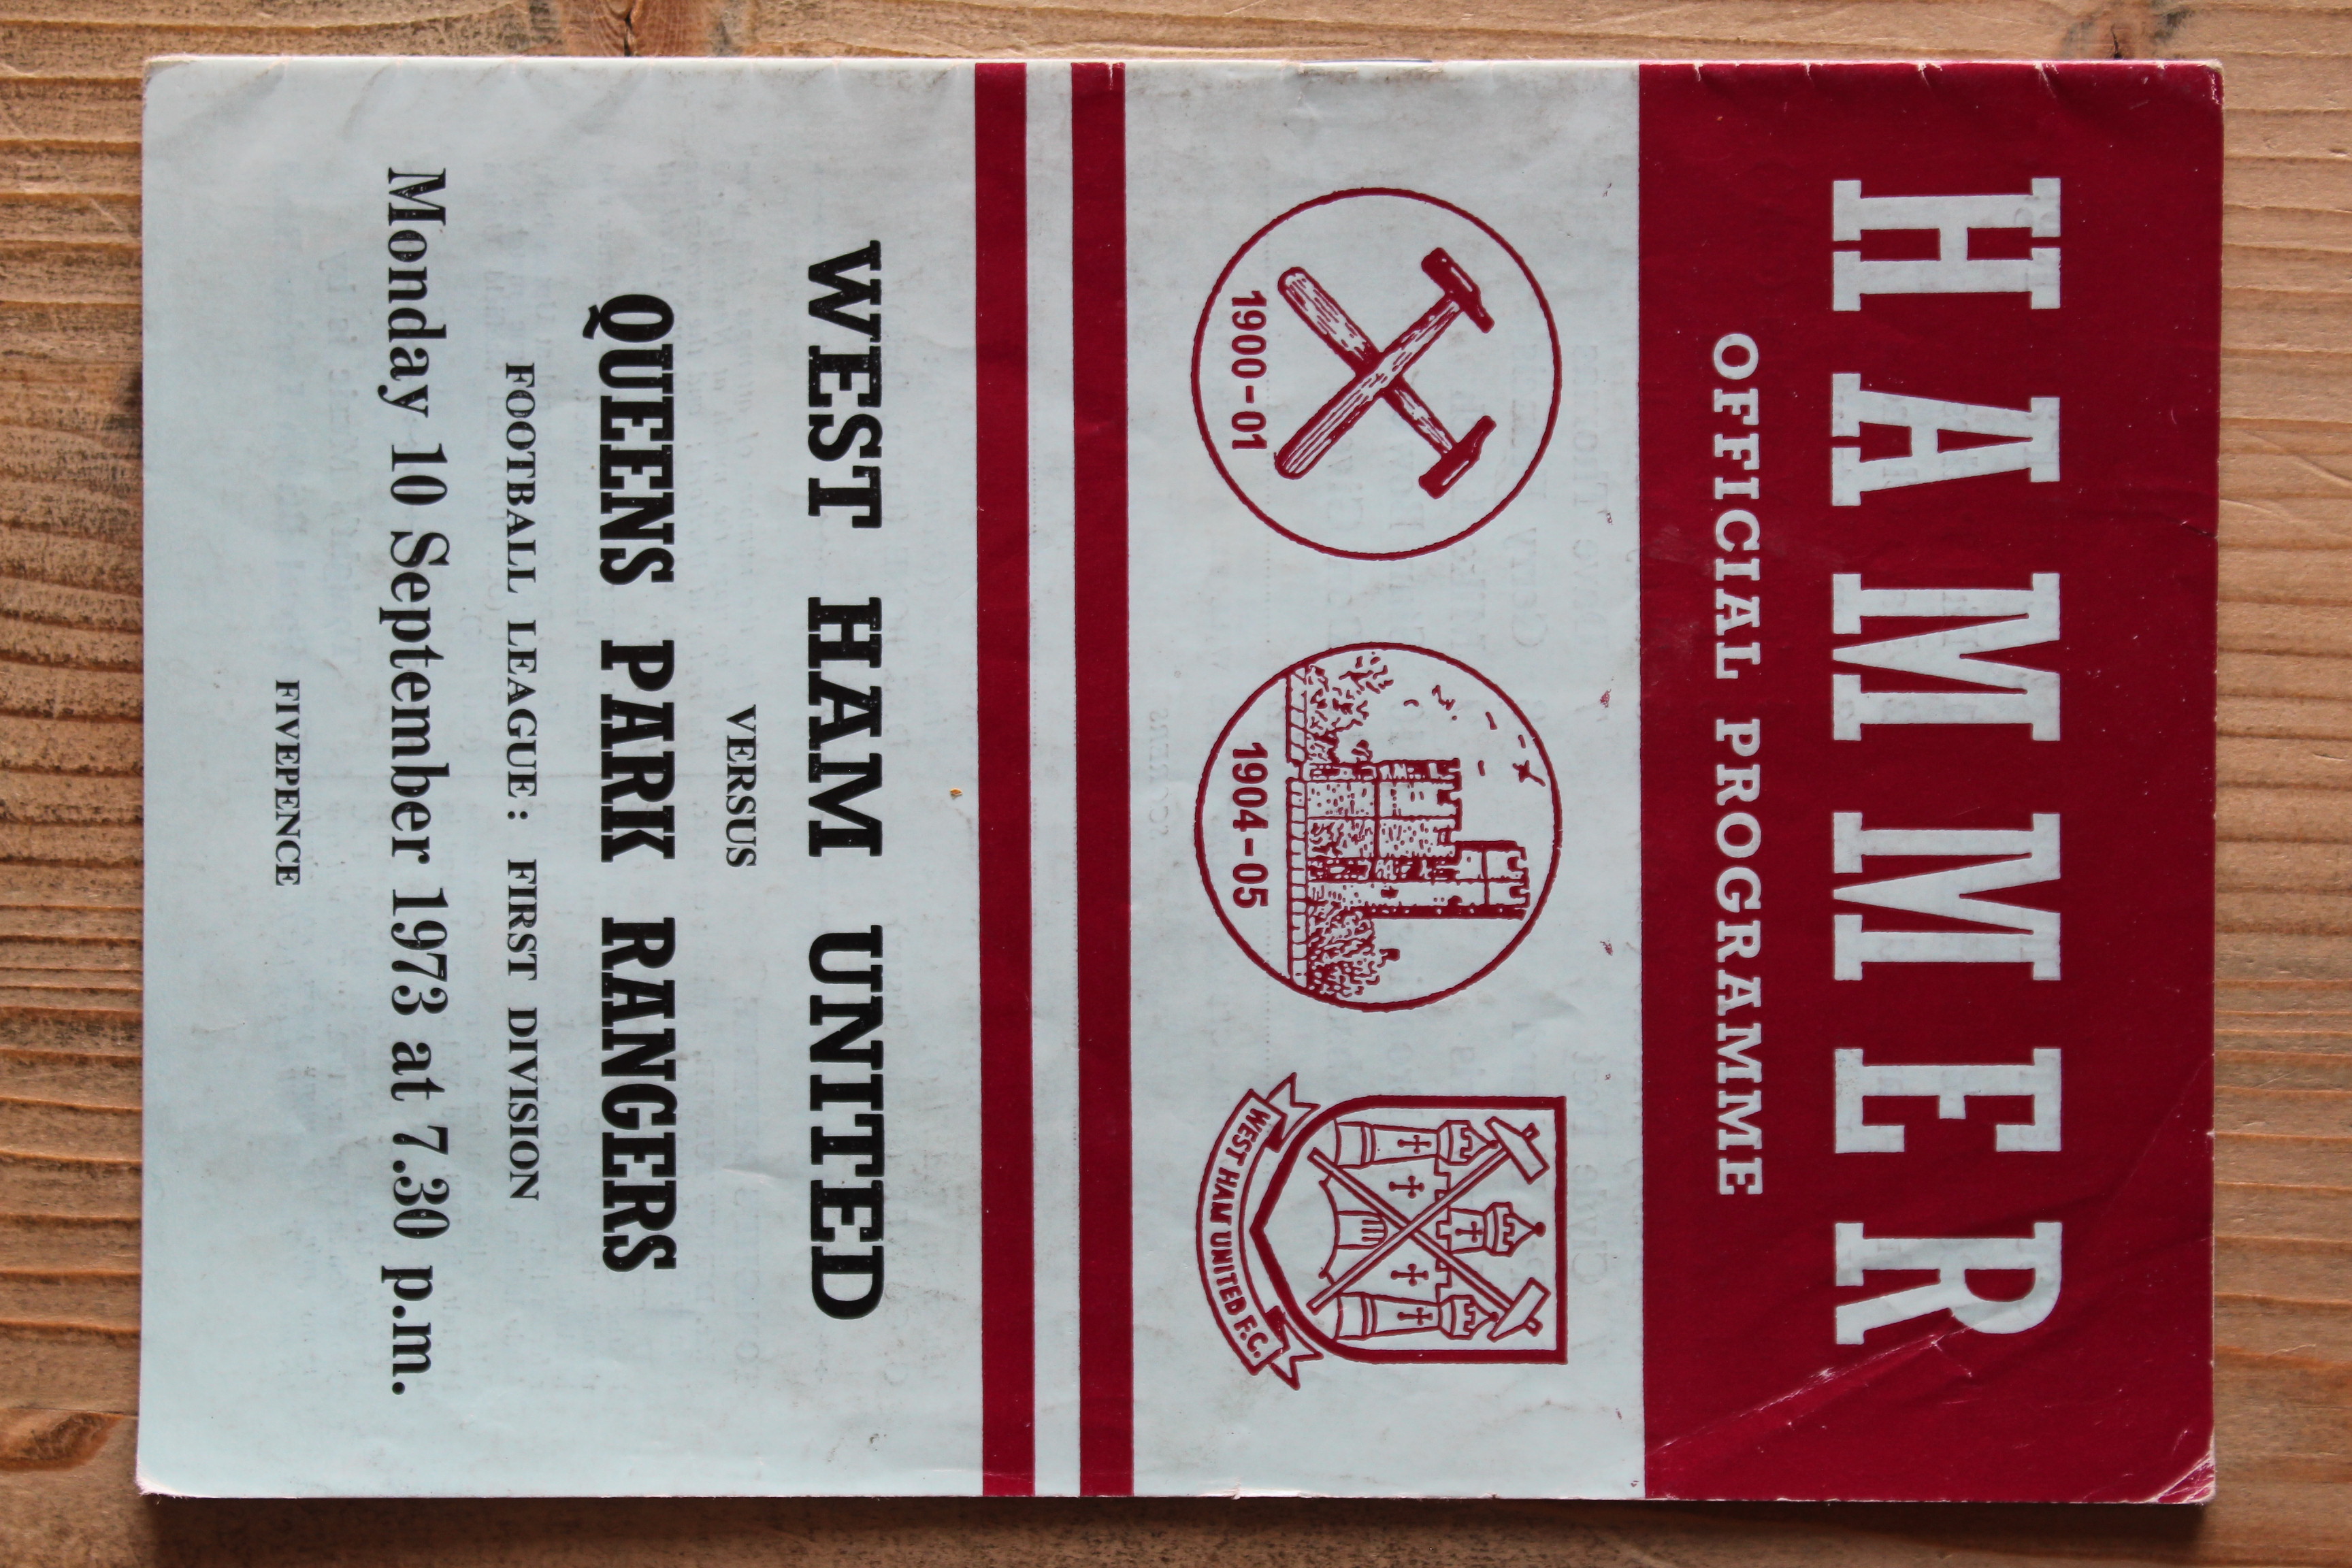 HAMMER
OFFICIAL PROGRAMME
1900-01
1904-05
WEST HAM UNITED F.C.
WEST HAM UNITED
VERSUS
QUEENS PARK RANGERS
FOOTBALL LEAGUE: FIRST DIVISION
Monday 10 September 1973 at 7.30 p.m.
FIVEPENCE